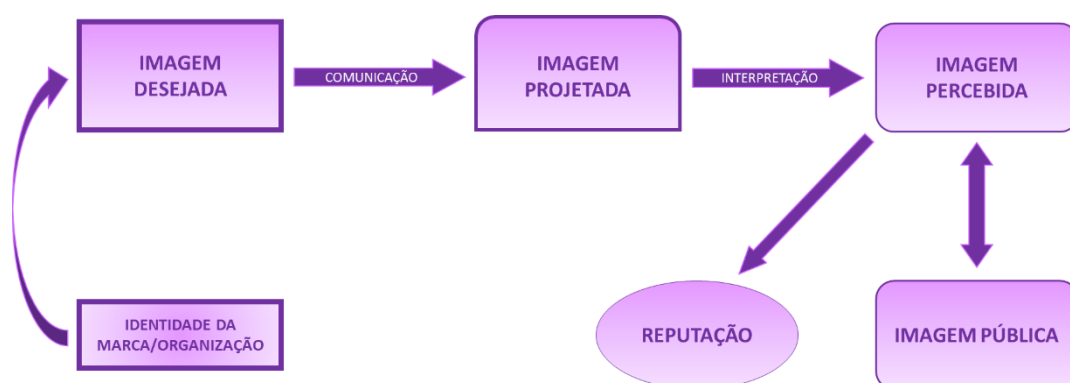 IMAGEM
DESEJADA
COMUNICAÇÃO
IMAGEM
PROJETADA
INTERPRETAÇÃO
IMAGEM
PERCEBIDA
IDENTIDADE DA
MARCA/ORGANIZAÇÃO
REPUTAÇÃO
IMAGEM PÚBLICA